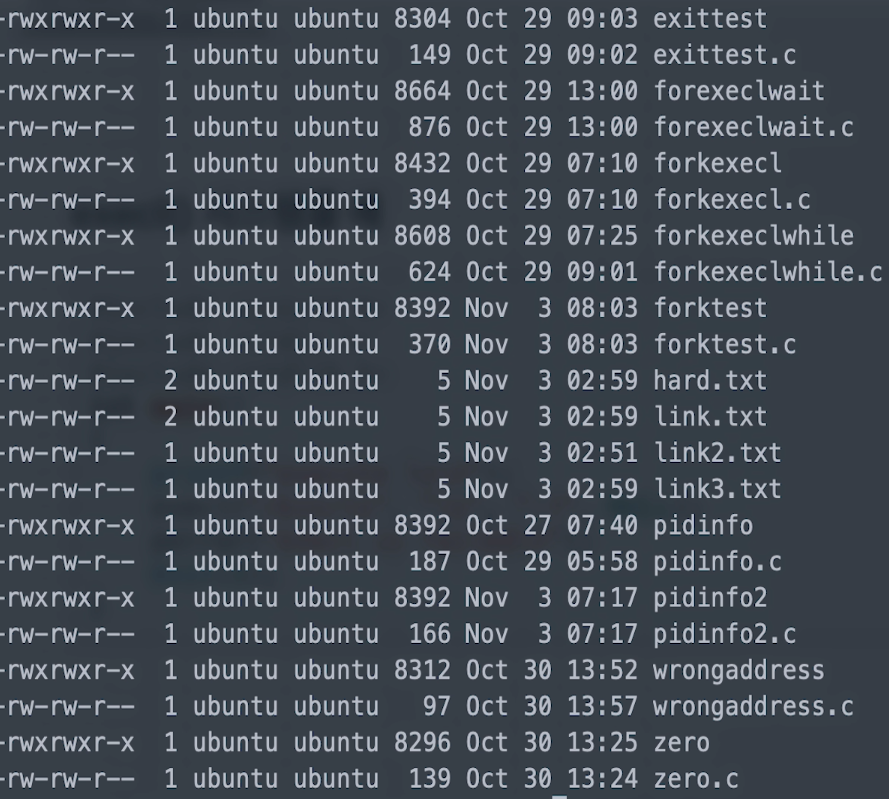 -rwxrwxr-x  1 ubuntu ubuntu 8304 Oct 29 09:03 exittest
-rw-rw-r--  1 ubuntu ubuntu  149 Oct 29 09:02 exittest.c
-rwxrwxr-x  1 ubuntu ubuntu 8664 Oct 29 13:00 forexeclwait
-rw-rw-r--  1 ubuntu ubuntu  876 Oct 29 13:00 forexeclwait.c
-rwxrwxr-x  1 ubuntu ubuntu 8432 Oct 29 07:10 forkexecl
-rw-rw-r--  1 ubuntu ubuntu  394 Oct 29 07:10 forkexecl.c
-rwxrwxr-x  1 ubuntu ubuntu 8608 Oct 29 07:25 forkexeclwhile
-rw-rw-r--  1 ubuntu ubuntu  624 Oct 29 09:01 forkexeclwhile.c
-rwxrwxr-x  1 ubuntu ubuntu 8392 Nov  3 08:03 forktest
-rw-rw-r--  1 ubuntu ubuntu  370 Nov  3 08:03 forktest.c
-rw-rw-r--  2 ubuntu ubuntu    5 Nov  3 02:59 hard.txt
-rw-rw-r--  2 ubuntu ubuntu    5 Nov  3 02:59 link.txt
-rw-rw-r--  1 ubuntu ubuntu    5 Nov  3 02:51 link2.txt
-rw-rw-r--  1 ubuntu ubuntu    5 Nov  3 02:59 link3.txt
-rwxrwxr-x  1 ubuntu ubuntu 8392 Oct 27 07:40 pidinfo
-rw-rw-r--  1 ubuntu ubuntu  187 Oct 29 05:58 pidinfo.c
-rwxrwxr-x  1 ubuntu ubuntu 8392 Nov  3 07:17 pidinfo2
-rw-rw-r--  1 ubuntu ubuntu  166 Nov  3 07:17 pidinfo2.c
-rwxrwxr-x  1 ubuntu ubuntu 8312 Oct 30 13:52 wrongaddress
-rw-rw-r--  1 ubuntu ubuntu   97 Oct 30 13:57 wrongaddress.c
-rwxrwxr-x  1 ubuntu ubuntu 8296 Oct 30 13:25 zero
-rw-rw-r--  1 ubuntu ubuntu  139 Oct 30 13:24 zero.c